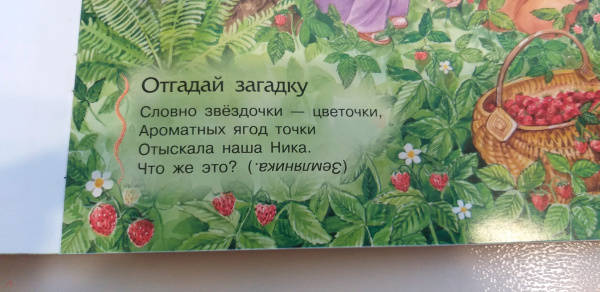 Отгадай загадку
Словно звёздочки — цветочки,
Ароматных ягод точки
Отыскала наша Ника.
Что же это? (Земляника.)